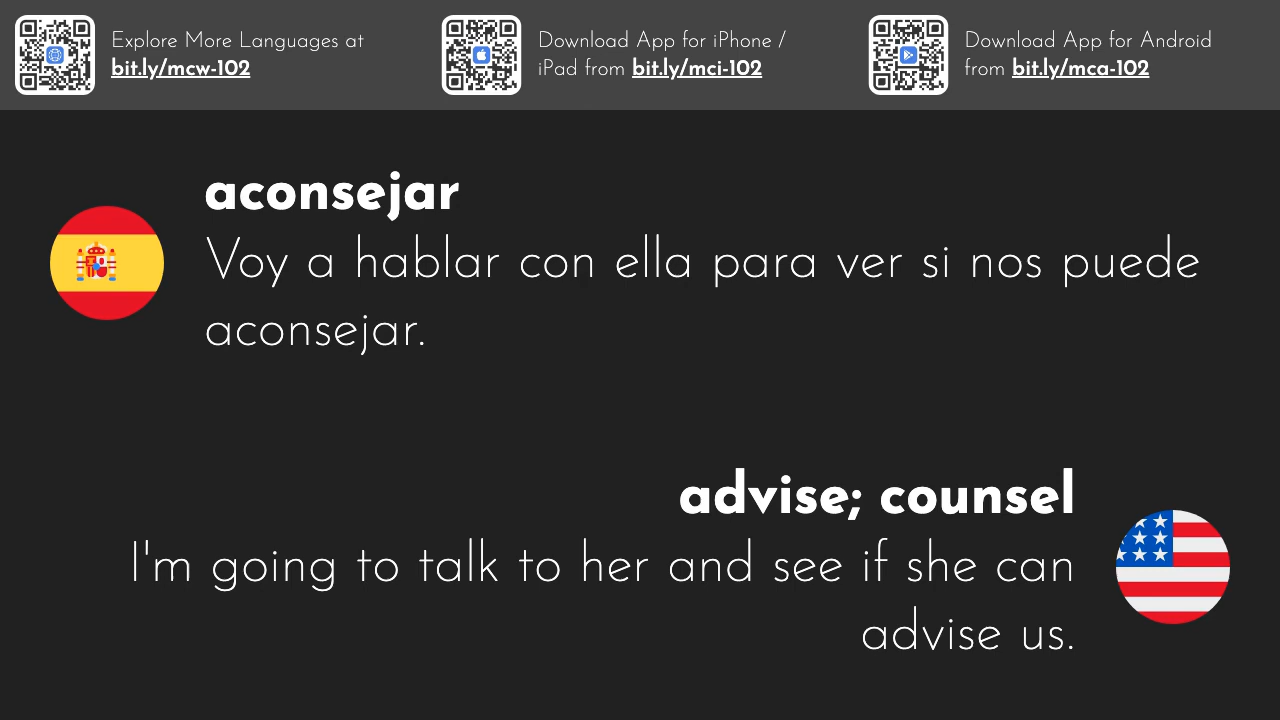 Explore More Languages at
bit.ly/mcw-102
Download App for iPhone /
iPad from bit.ly/mci-102
Download App for Android
from bit.ly/mca-102
aconsejar
Voy a hablar con ella para ver si nos puede
aconsejar.
advise; counsel
I'm going to talk to her and see if she can
advise us.